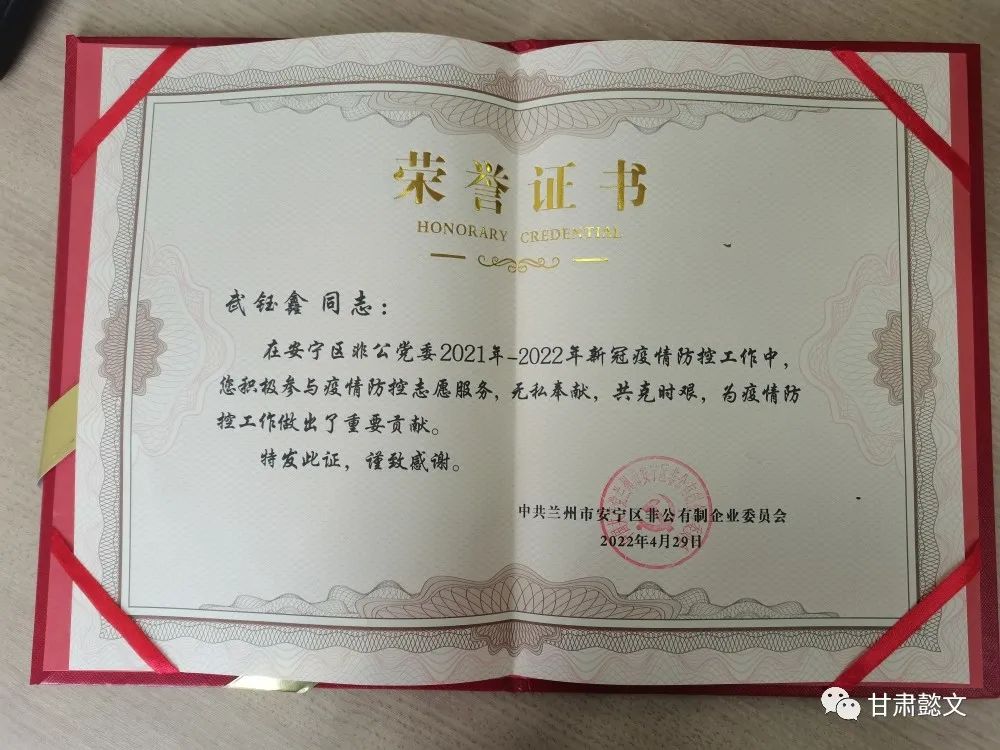 荣誉证书
HONORARY CREDENTIAL
武钰鑫 同志：
在安宁区非公党委2021年-2022年新冠疫情防控工作中，
您积极参与疫情防控志愿服务，无私奉献，共克时艰，为疫情防
控工作做出了重要贡献。
特发此证，谨致感谢。
中共兰州市安宁区非公有制企业委员会
2022年4月29日
甘肃懿文